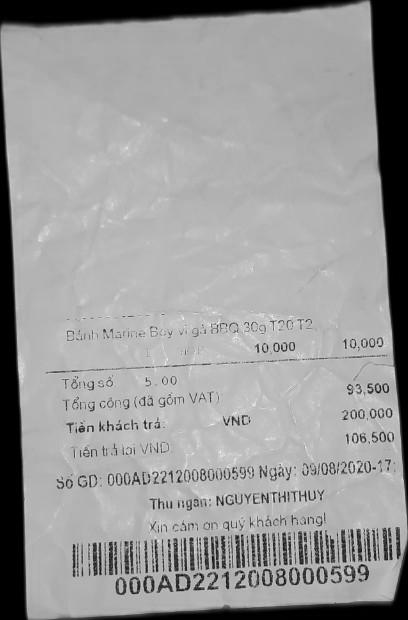 Bánh Marine Boy vị gà BBQ 30g T20 T2
1 10,000 10,000
Tổng số 5.00
Tổng cộng (đã gồm VAT) 93,500
Tiền khách trả: VND 200,000
Tiền trả lại VND 106,500
Số GD: 000AD2212008000599 Ngày: 09/08/2020-17:
Thu ngân: NGUYENTHITHUY
Xin cám ơn quý khách hàng!
000AD2212008000599